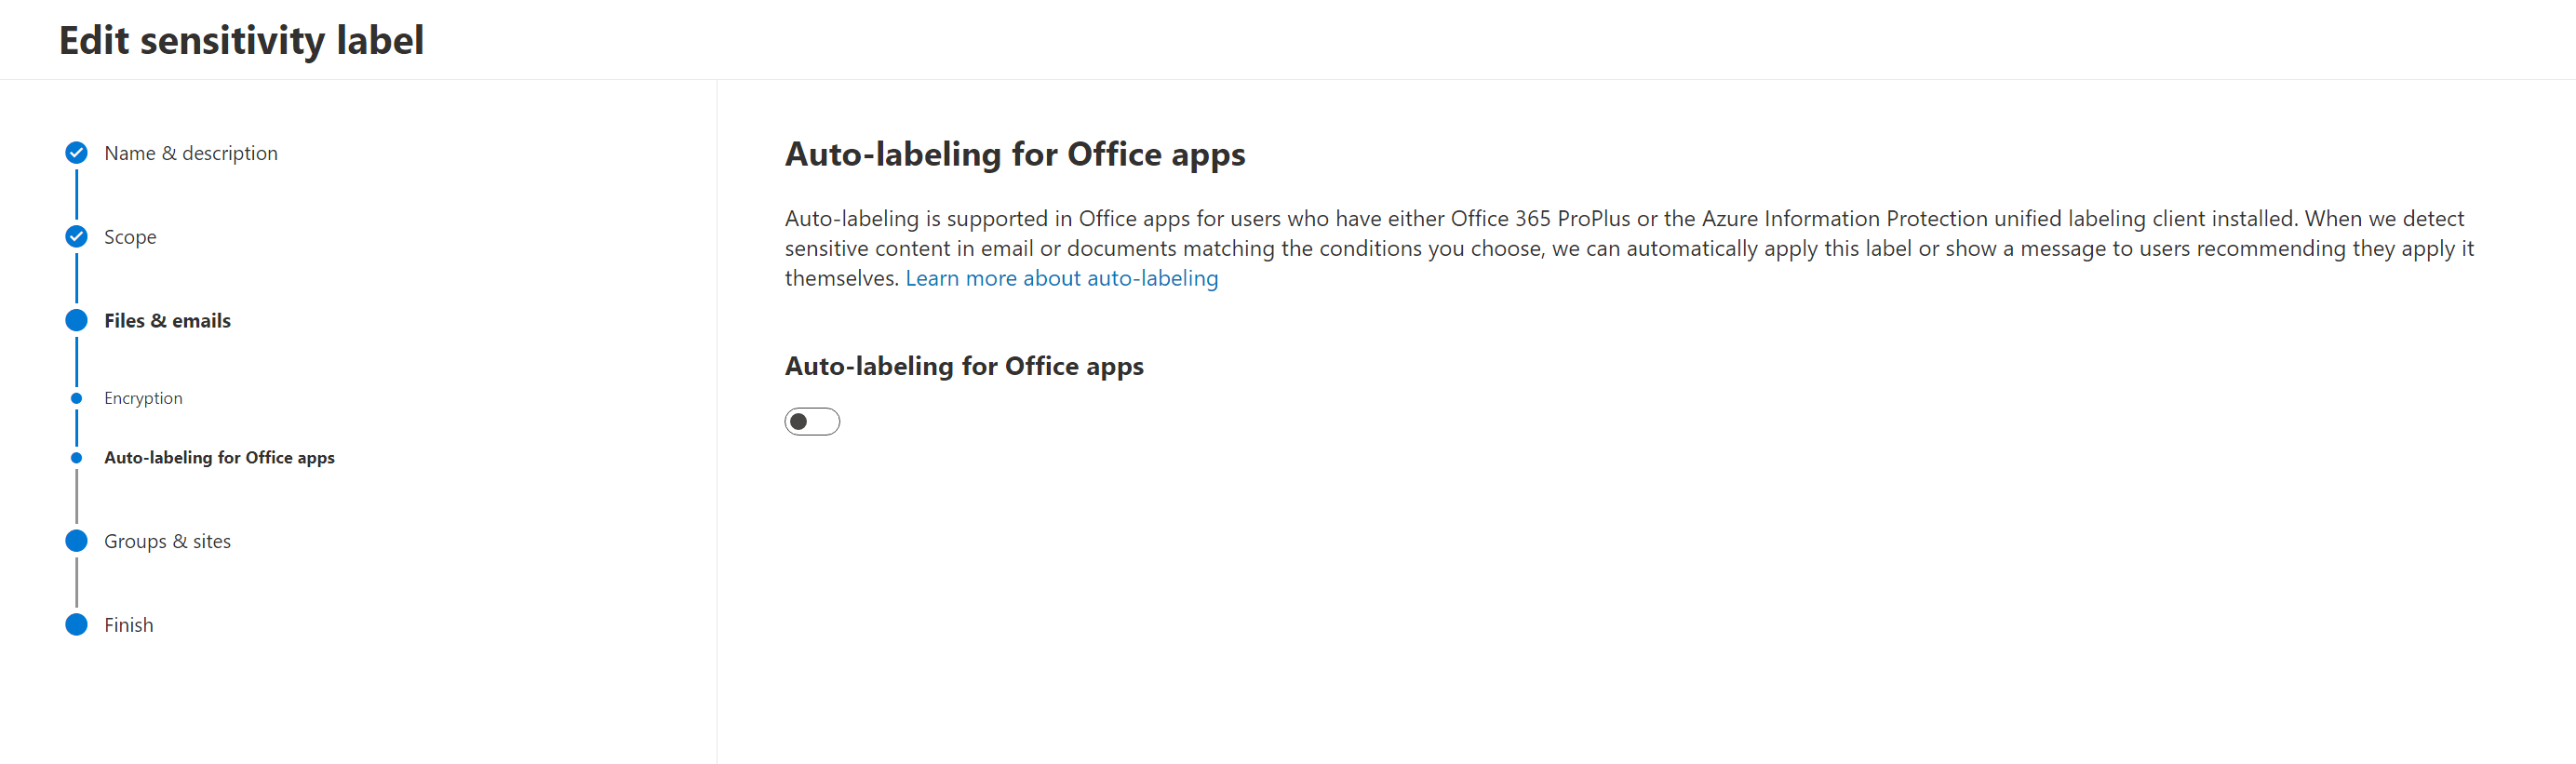 Edit sensitivity label
Name & description
Scope
Files & emails
Encryption
Auto-labeling for Office apps
Groups & sites
Finish
Auto-labeling for Office apps
Auto-labeling is supported in Office apps for users who have either Office 365 ProPlus or the Azure Information Protection unified labeling client installed. When we detect
sensitive content in email or documents matching the conditions you choose, we can automatically apply this label or show a message to users recommending they apply it
themselves. Learn more about auto-labeling
Auto-labeling for Office apps